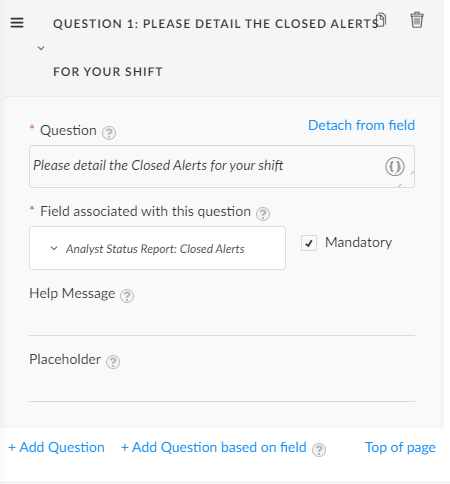 QUESTION 1: PLEASE DETAIL THE CLOSED ALERTS
FOR YOUR SHIFT
* Question ?
Detach from field
Please detail the Closed Alerts for your shift {}
* Field associated with this question ?
Analyst Status Report: Closed Alerts
Mandatory
Help Message ?
Placeholder ?
+ Add Question + Add Question based on field ? Top of page